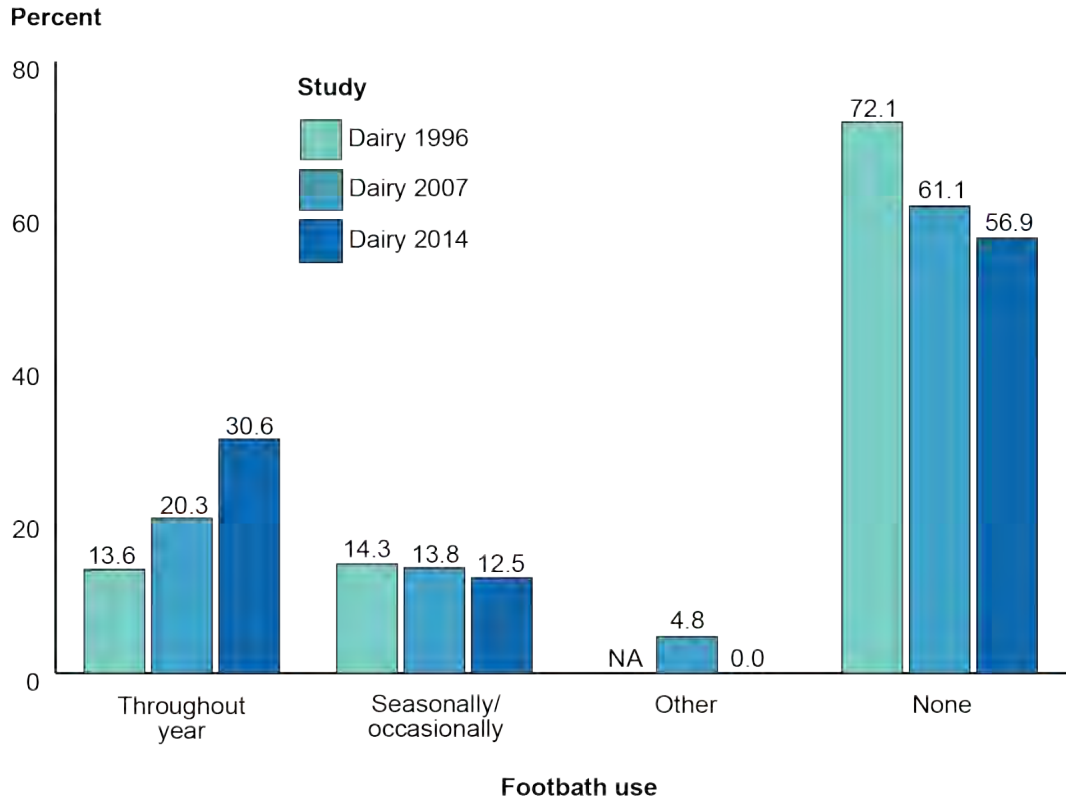 Percent
80
60
40
20
0
Study
Dairy 1996
Dairy 2007
Dairy 2014
13.6
20.3
30.6
14.3
13.8
12.5
NA
4.8
0.0
72.1
61.1
56.9
Throughout
year
Seasonally/
occasionally
Other
None
Footbath use